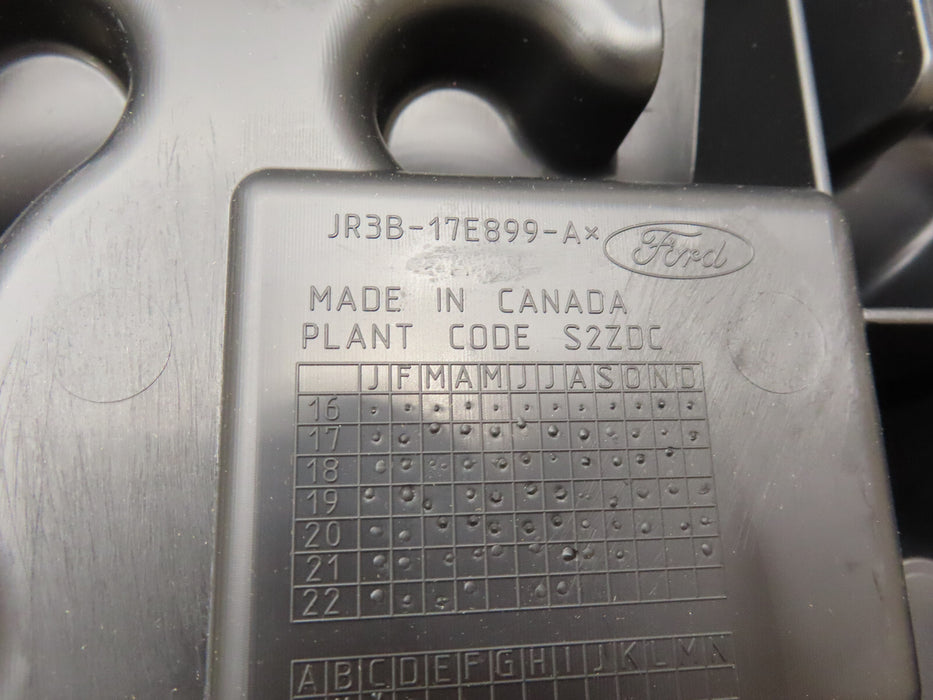 JR3B-17E899-A×
Ford
MADE IN CANADA
PLANT CODE S2ZDC
J F M A M J J A S O N D
16
17
18
19
20
21
22
A B C D E F G H I J K L M N